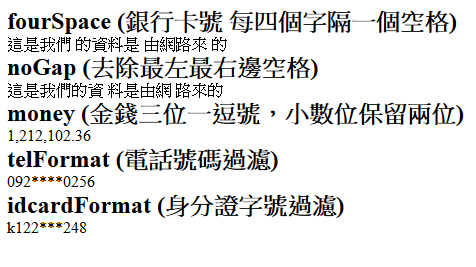 fourSpace (銀行卡號 每四個字隔一個空格)
這是我們 的資料是 由網路來 的
noGap (去除最左最右邊空格)
這是我們的資 料是由網 路來的
money (金錢三位一逗號，小數位保留兩位)
1,212,102.36
telFormat (電話號碼過濾)
092****0256
idcardFormat (身分證字號過濾)
k122***248